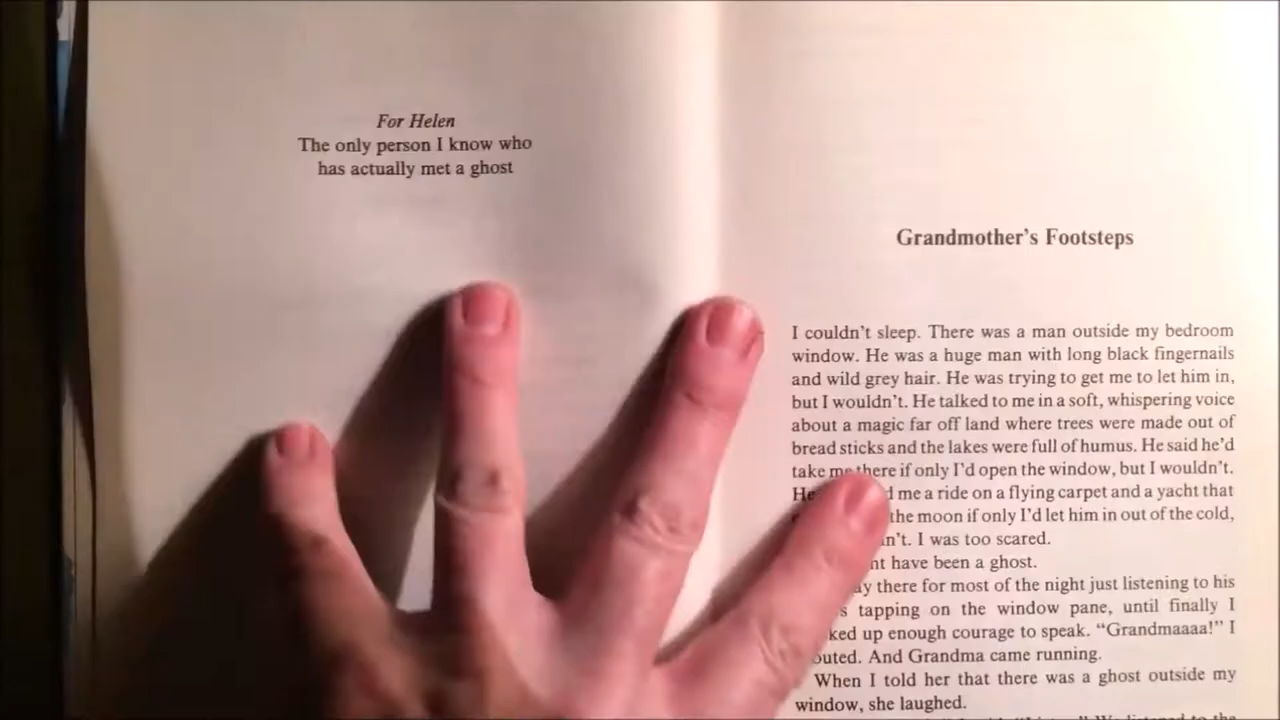 For Helen
The only person I know who
has actually met a ghost
Grandmother's Footsteps
I couldn't sleep. There was a man outside my bedroom
window. He was a huge man with long black fingernails
and wild grey hair. He was trying to get me to let him in,
but I wouldn't. He talked to me in a soft, whispering voice
about a magic far off land where trees were made out of
bread sticks and the lakes were full of humus. He said he'd
take me there if only I'd open the window, but I wouldn't.
He me a ride on a flying carpet and a yacht that
the moon if only I'd let him in out of the cold,
I was too scared.
have been a ghost.
there for most of the night just listening to his
tapping on the window pane, until finally I
up enough courage to speak. "Grandmaaaa!" I
And Grandma came running.
When I told her that there was a ghost outside my
window, she laughed.